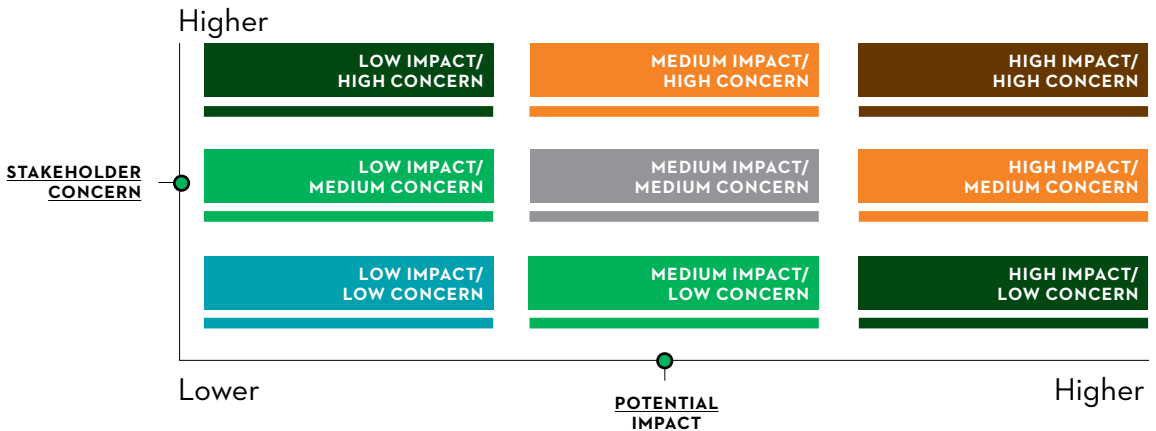 Higher
LOW IMPACT/
HIGH CONCERN
MEDIUM IMPACT/
HIGH CONCERN
HIGH IMPACT/
HIGH CONCERN
STAKEHOLDER
CONCERN
LOW IMPACT/
MEDIUM CONCERN
MEDIUM IMPACT/
MEDIUM CONCERN
HIGH IMPACT/
MEDIUM CONCERN
LOW IMPACT/
LOW CONCERN
MEDIUM IMPACT/
LOW CONCERN
HIGH IMPACT/
LOW CONCERN
Lower
POTENTIAL
IMPACT
Higher